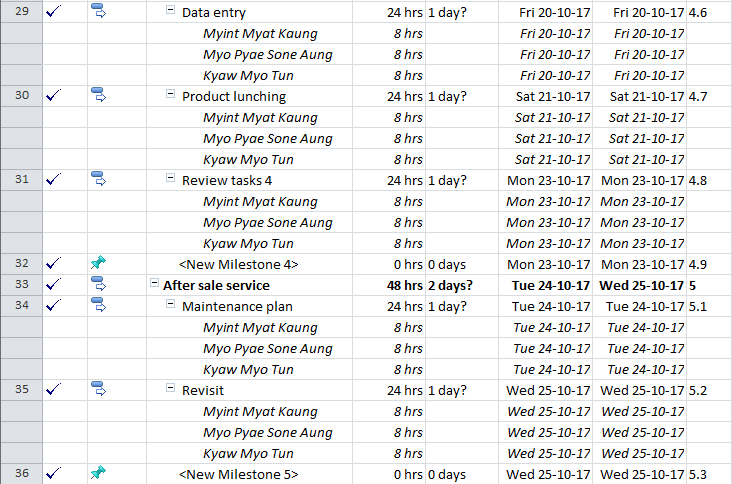 29 Data entry 24 hrs 1 day? Fri 20-10-17 Fri 20-10-17 4.6
Myint Myat Kaung 8 hrs Fri 20-10-17 Fri 20-10-17
Myo Pyae Sone Aung 8 hrs Fri 20-10-17 Fri 20-10-17
Kyaw Myo Tun 8 hrs Fri 20-10-17 Fri 20-10-17
30 Product lunching 24 hrs 1 day? Sat 21-10-17 Sat 21-10-17 4.7
Myint Myat Kaung 8 hrs Sat 21-10-17 Sat 21-10-17
Myo Pyae Sone Aung 8 hrs Sat 21-10-17 Sat 21-10-17
Kyaw Myo Tun 8 hrs Sat 21-10-17 Sat 21-10-17
31 Review tasks 4 24 hrs 1 day? Mon 23-10-17 Mon 23-10-17 4.8
Myint Myat Kaung 8 hrs Mon 23-10-17 Mon 23-10-17
Myo Pyae Sone Aung 8 hrs Mon 23-10-17 Mon 23-10-17
Kyaw Myo Tun 8 hrs Mon 23-10-17 Mon 23-10-17
32 <New Milestone 4> 0 hrs 0 days Mon 23-10-17 Mon 23-10-17 4.9
33 After sale service 48 hrs 2 days? Tue 24-10-17 Wed 25-10-17 5
34 Maintenance plan 24 hrs 1 day? Tue 24-10-17 Tue 24-10-17 5.1
Myint Myat Kaung 8 hrs Tue 24-10-17 Tue 24-10-17
Myo Pyae Sone Aung 8 hrs Tue 24-10-17 Tue 24-10-17
Kyaw Myo Tun 8 hrs Tue 24-10-17 Tue 24-10-17
35 Revisit 24 hrs 1 day? Wed 25-10-17 Wed 25-10-17 5.2
Myint Myat Kaung 8 hrs Wed 25-10-17 Wed 25-10-17
Myo Pyae Sone Aung 8 hrs Wed 25-10-17 Wed 25-10-17
Kyaw Myo Tun 8 hrs Wed 25-10-17 Wed 25-10-17
36 <New Milestone 5> 0 hrs 0 days Wed 25-10-17 Wed 25-10-17 5.3